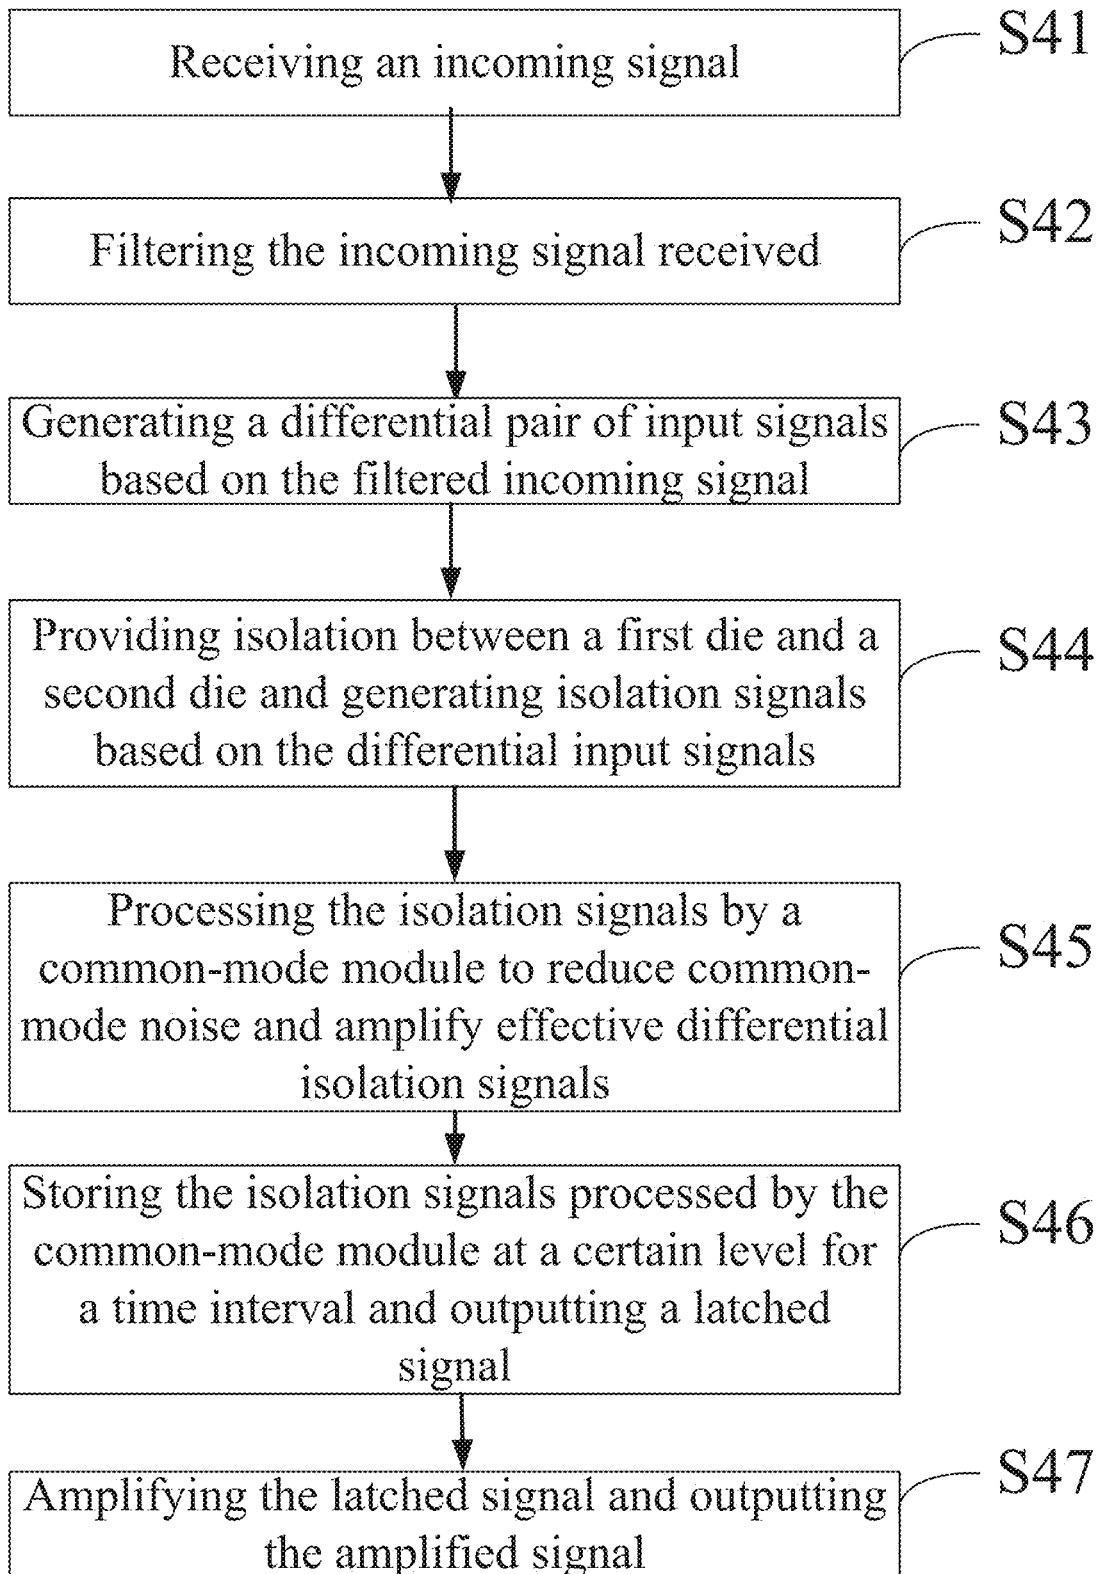 Receiving an incoming signal
S41
Filtering the incoming signal received
S42
Generating a differential pair of input signals
based on the filtered incoming signal
S43
Providing isolation between a first die and a
second die and generating isolation signals
based on the differential input signals
S44
Processing the isolation signals by a
common-mode module to reduce common-
mode noise and amplify effective differential
isolation signals
S45
Storing the isolation signals processed by the
common-mode module at a certain level for
a time interval and outputting a latched
signal
S46
Amplifying the latched signal and outputting
the amplified signal
S47